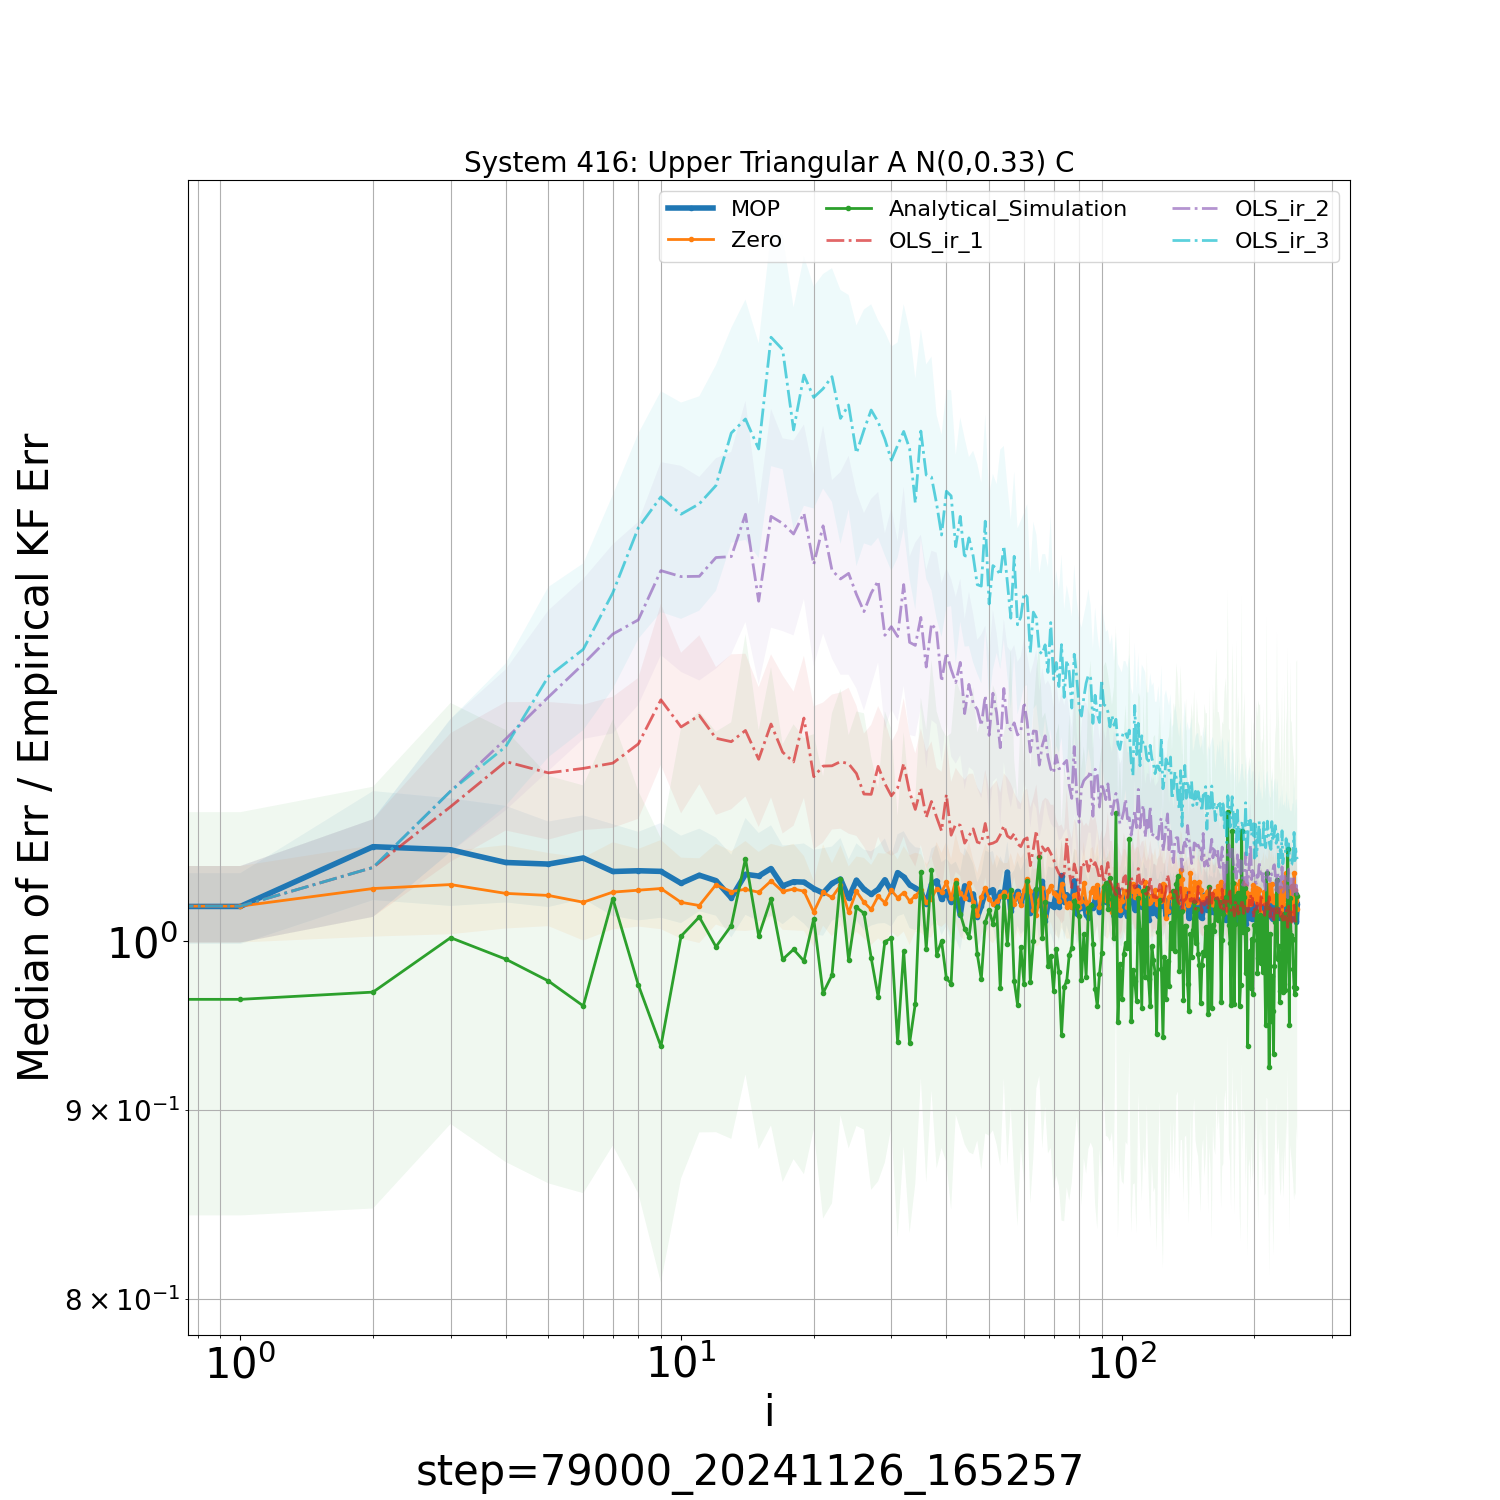 System 416: Upper Triangular A N(0,0.33) C
MOP
Zero
Analytical_Simulation
OLS_ir_1
OLS_ir_2
OLS_ir_3
Median of Err / Empirical KF Err
10⁰
9 × 10⁻¹
8 × 10⁻¹
10⁰
10¹
10²
i
step=79000_20241126_165257